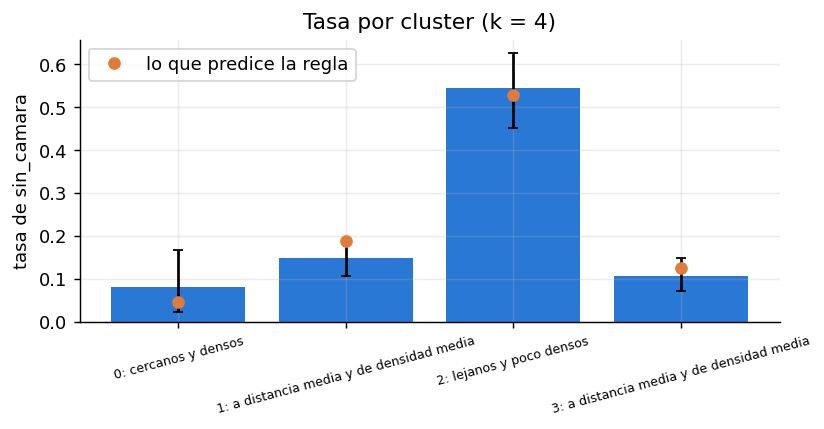 Tasa por cluster (k = 4)
lo que predice la regla
tasa de sin_camara
0.6
0.5
0.4
0.3
0.2
0.1
0.0
0: cercanos y densos
1: a distancia media y de densidad media
2: lejanos y poco densos
3: a distancia media y de densidad media